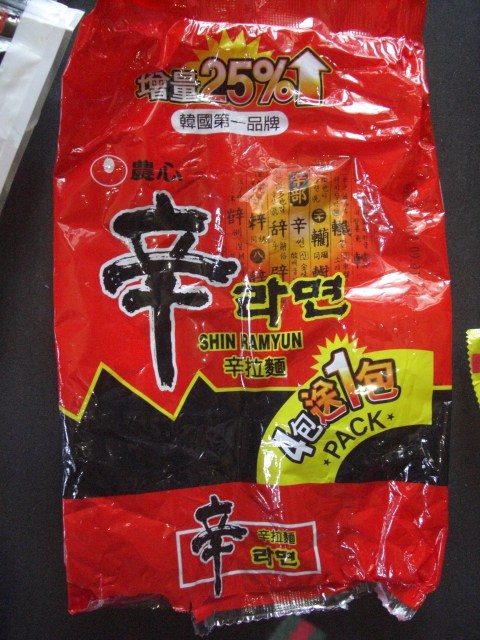 增量25%
韓國第一品牌
農心
辛라면
SHIN RAMYUN
辛拉麵
4包送1包
PACK
辛拉麵
辛라면